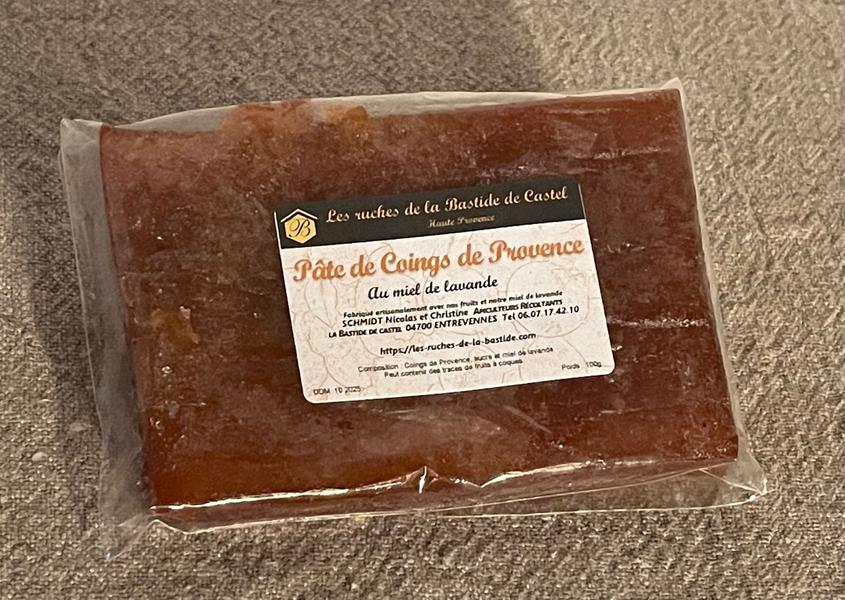 B
Les ruches de la Bastide de Castel
Haute Provence
Pâte de Coings de Provence
Au miel de lavande
Fabriqué artisanalement avec nos fruits et notre miel de lavande
SCHMIDT Nicolas et Christine APICULTEURS RÉCOLTANTS
LA BASTIDE DE CASTEL 04700 ENTREVENNES Tel 06.07.17.42.10
https://les-ruches-de-la-bastide.com
Composition : Coings de Provence, sucre et miel de lavande
Peut contenir des traces de fruits à coques.
DDM: 10 2025
Poids : 100g